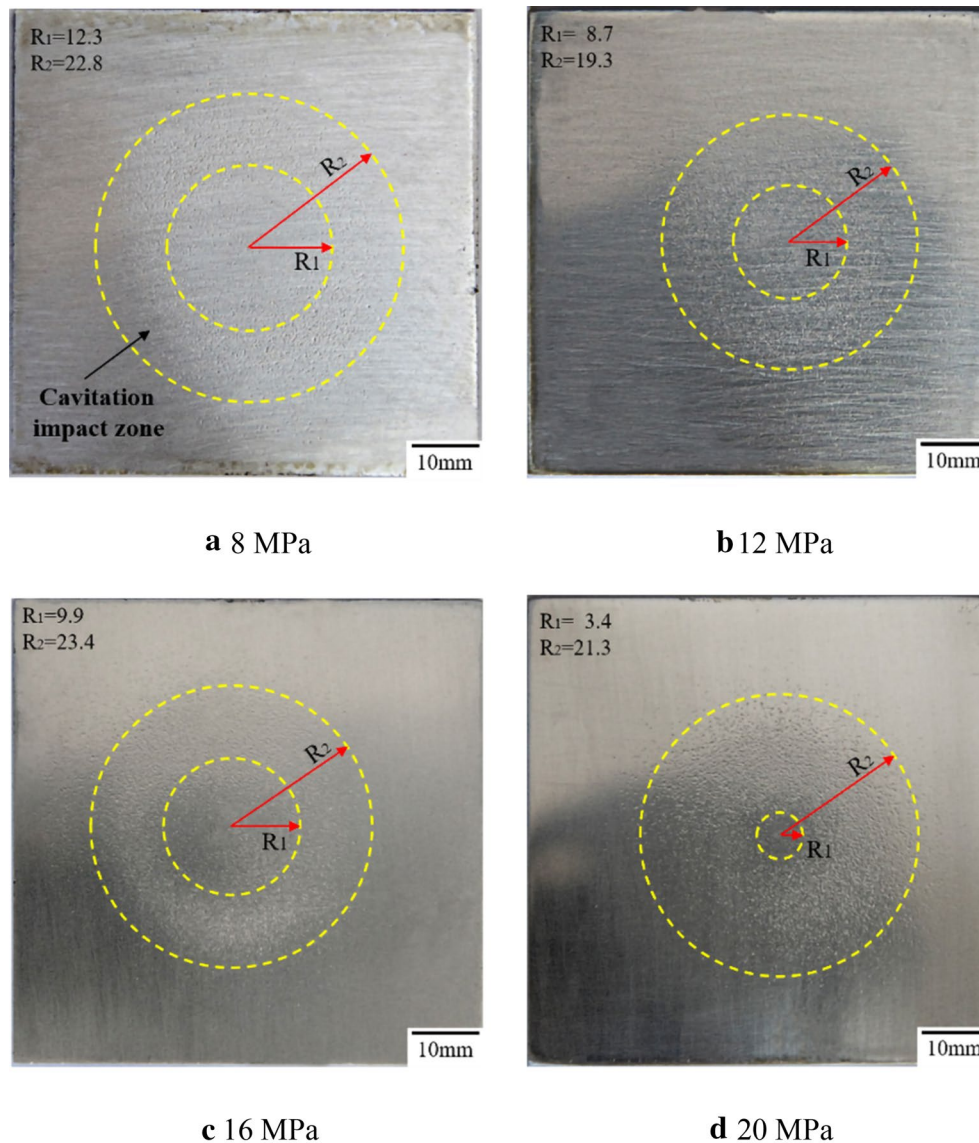 R1=12.3
R2=22.8
R2
R1
Cavitation
impact zone
10mm
a 8 MPa
R1= 8.7
R2=19.3
R2
R1
10mm
b 12 MPa
R1=9.9
R2=23.4
R2
R1
10mm
c 16 MPa
R1= 3.4
R2=21.3
R2
R1
10mm
d 20 MPa